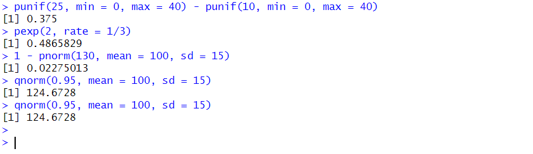 > punif(25, min = 0, max = 40) - punif(10, min = 0, max = 40)
[1] 0.375
> pexp(2, rate = 1/3)
[1] 0.4865829
> 1 - pnorm(130, mean = 100, sd = 15)
[1] 0.02275013
> qnorm(0.95, mean = 100, sd = 15)
[1] 124.6728
> qnorm(0.95, mean = 100, sd = 15)
[1] 124.6728
>
>